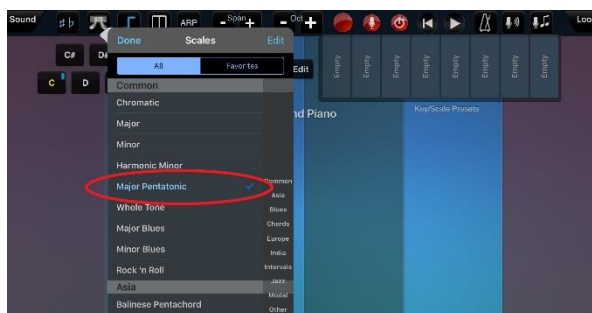 Sound ♯♭ ARP - Span + - Oct + Loo
Done Scales Edit
C# D#
All Favorites
Edit
Empty Empty Empty Empty Empty Empty Empty
C D
Common
Chromatic
nd Piano
Key/Scale Presets
Major
Minor
Harmonic Minor
Major Pentatonic
Whole Tone
Major Blues
Minor Blues
Rock 'n Roll
Asia
Balinese Pentachord
Common
Asia
Blues
Chords
Europe
India
Intervals
Jazz
Modal
Other